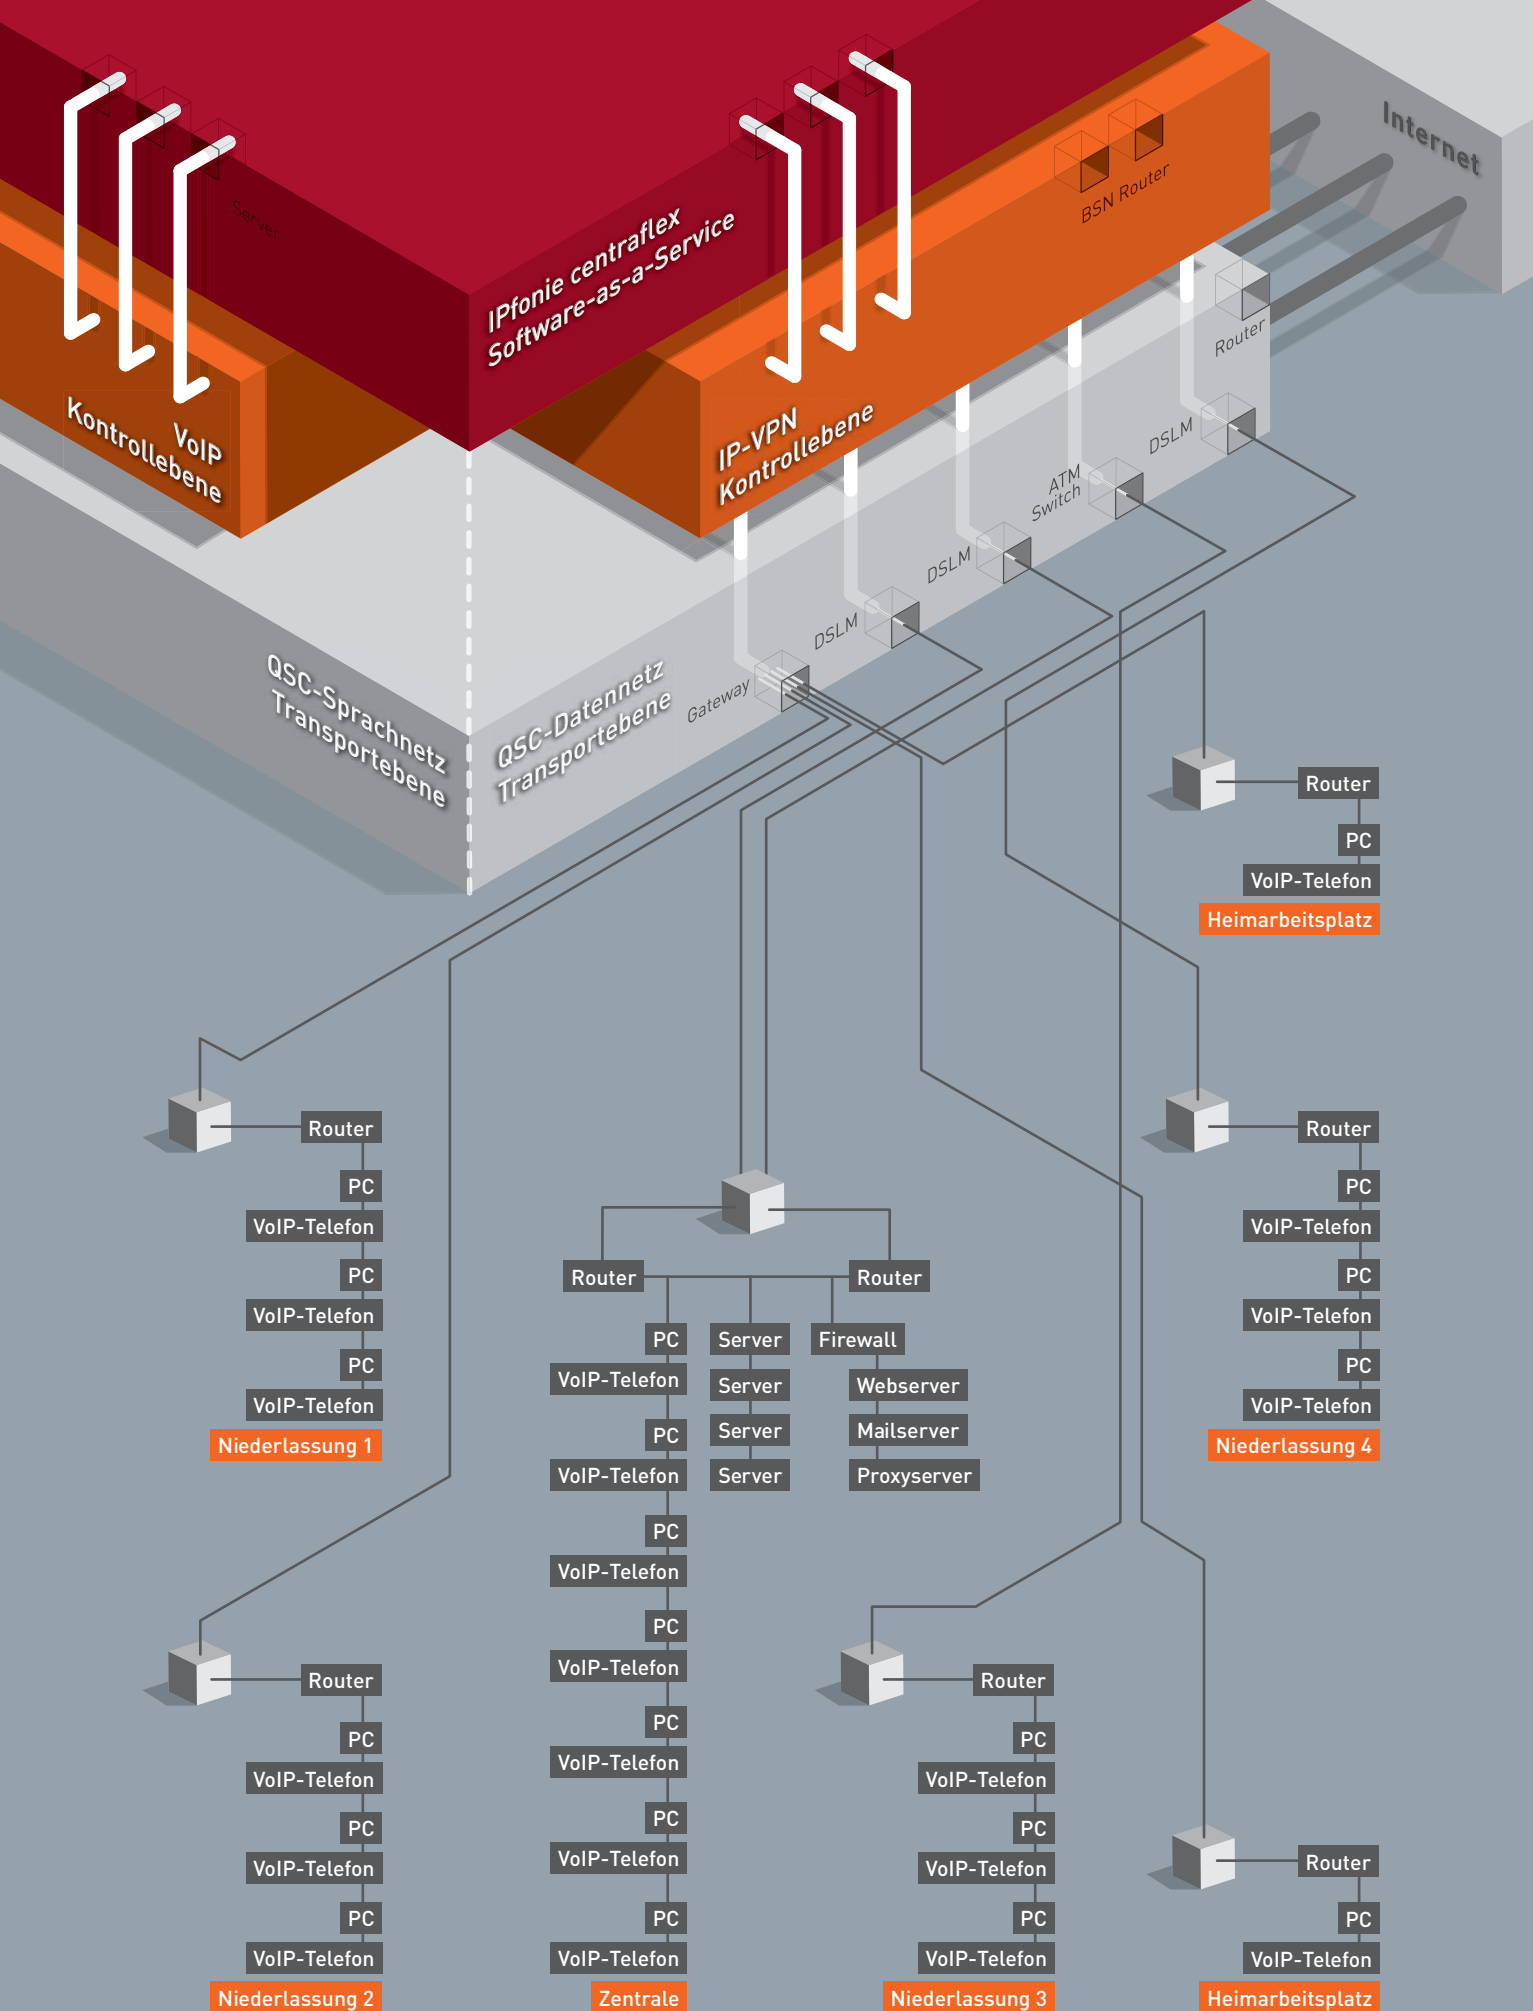 Internet
Server
IPfonie centraflex
Software-as-a-Service
BSN Router
Router
VoIP
Kontrollebene
IP-VPN
Kontrollebene
DSLM
ATM
Switch
DSLM
DSLM
Gateway
QSC-Sprachnetz
Transportebene
QSC-Datennetz
Transportebene
Router
PC
VoIP-Telefon
Heimarbeitsplatz
Router
PC
VoIP-Telefon
PC
VoIP-Telefon
PC
VoIP-Telefon
Niederlassung 1
Router
PC
VoIP-Telefon
PC
VoIP-Telefon
PC
VoIP-Telefon
Niederlassung 4
Router
Router
PC
VoIP-Telefon
PC
VoIP-Telefon
PC
VoIP-Telefon
PC
VoIP-Telefon
PC
VoIP-Telefon
PC
VoIP-Telefon
PC
VoIP-Telefon
Zentrale
Server
Server
Server
Server
Firewall
Webserver
Mailserver
Proxyserver
Router
PC
VoIP-Telefon
PC
VoIP-Telefon
PC
VoIP-Telefon
Niederlassung 2
Router
PC
VoIP-Telefon
PC
VoIP-Telefon
PC
VoIP-Telefon
Niederlassung 3
Router
PC
VoIP-Telefon
Heimarbeitsplatz